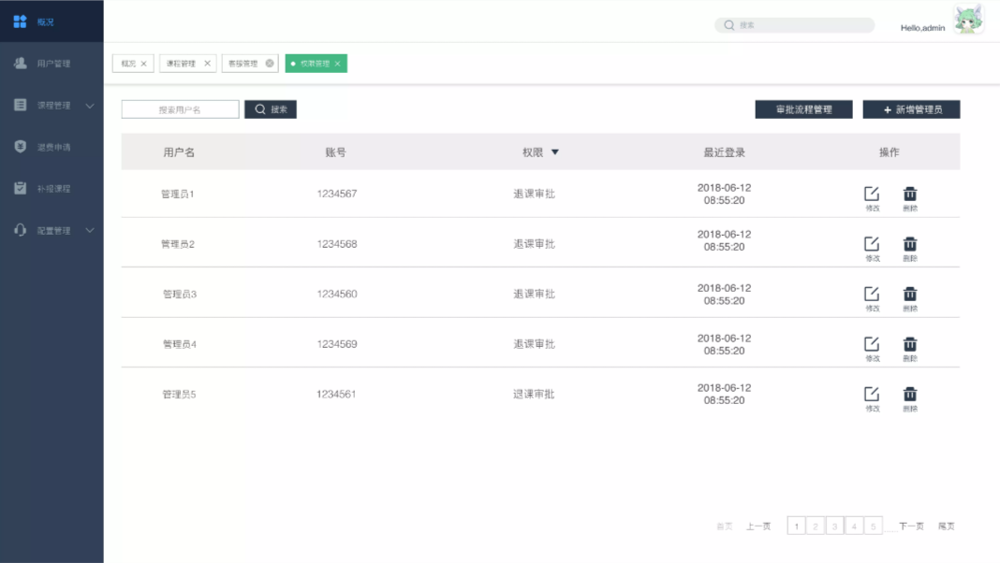 概况
搜索
Hello,admin
用户管理
课程管理
退费申请
补报课程
配置管理
概况
课程管理
客服管理
权限管理
搜索用户名
搜索
审批流程管理
+ 新增管理员
用户名 账号 权限 最近登录 操作
管理员1 1234567 退课审批 2018-06-12
08:55:20
修改 删除
管理员2 1234568 退课审批 2018-06-12
08:55:20
修改 删除
管理员3 1234560 退课审批 2018-06-12
08:55:20
修改 删除
管理员4 1234569 退课审批 2018-06-12
08:55:20
修改 删除
管理员5 1234561 退课审批 2018-06-12
08:55:20
修改 删除
首页 上一页 1 2 3 4 5 下一页 尾页